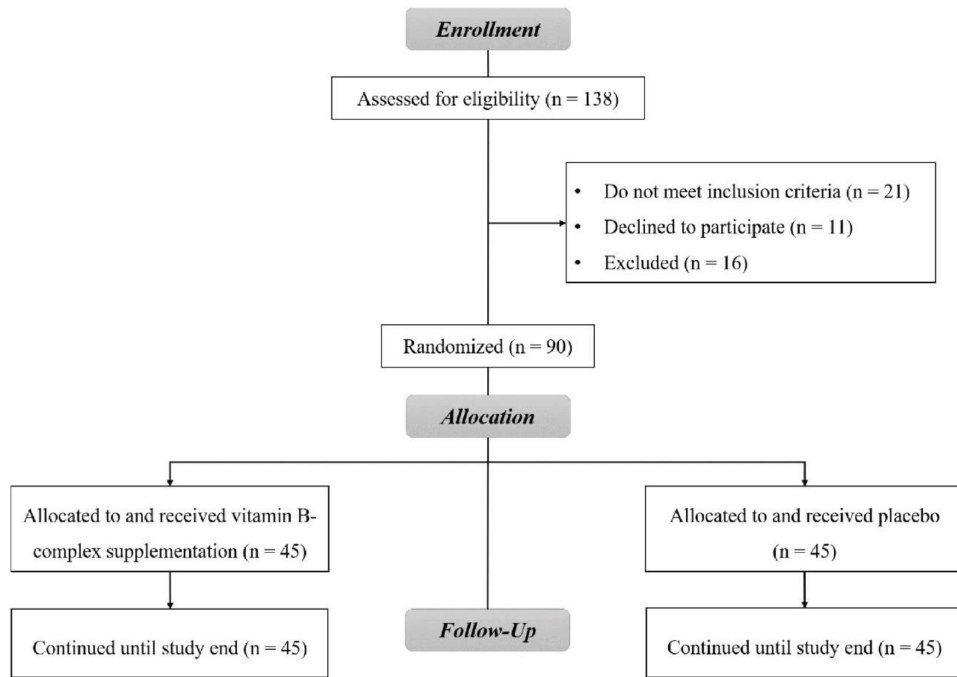 Enrollment
Assessed for eligibility (n = 138)
• Do not meet inclusion criteria (n = 21)
• Declined to participate (n = 11)
• Excluded (n = 16)
Randomized (n = 90)
Allocation
Allocated to and received vitamin B-
complex supplementation (n = 45)
Allocated to and received placebo
(n = 45)
Continued until study end (n = 45)
Follow-Up
Continued until study end (n = 45)